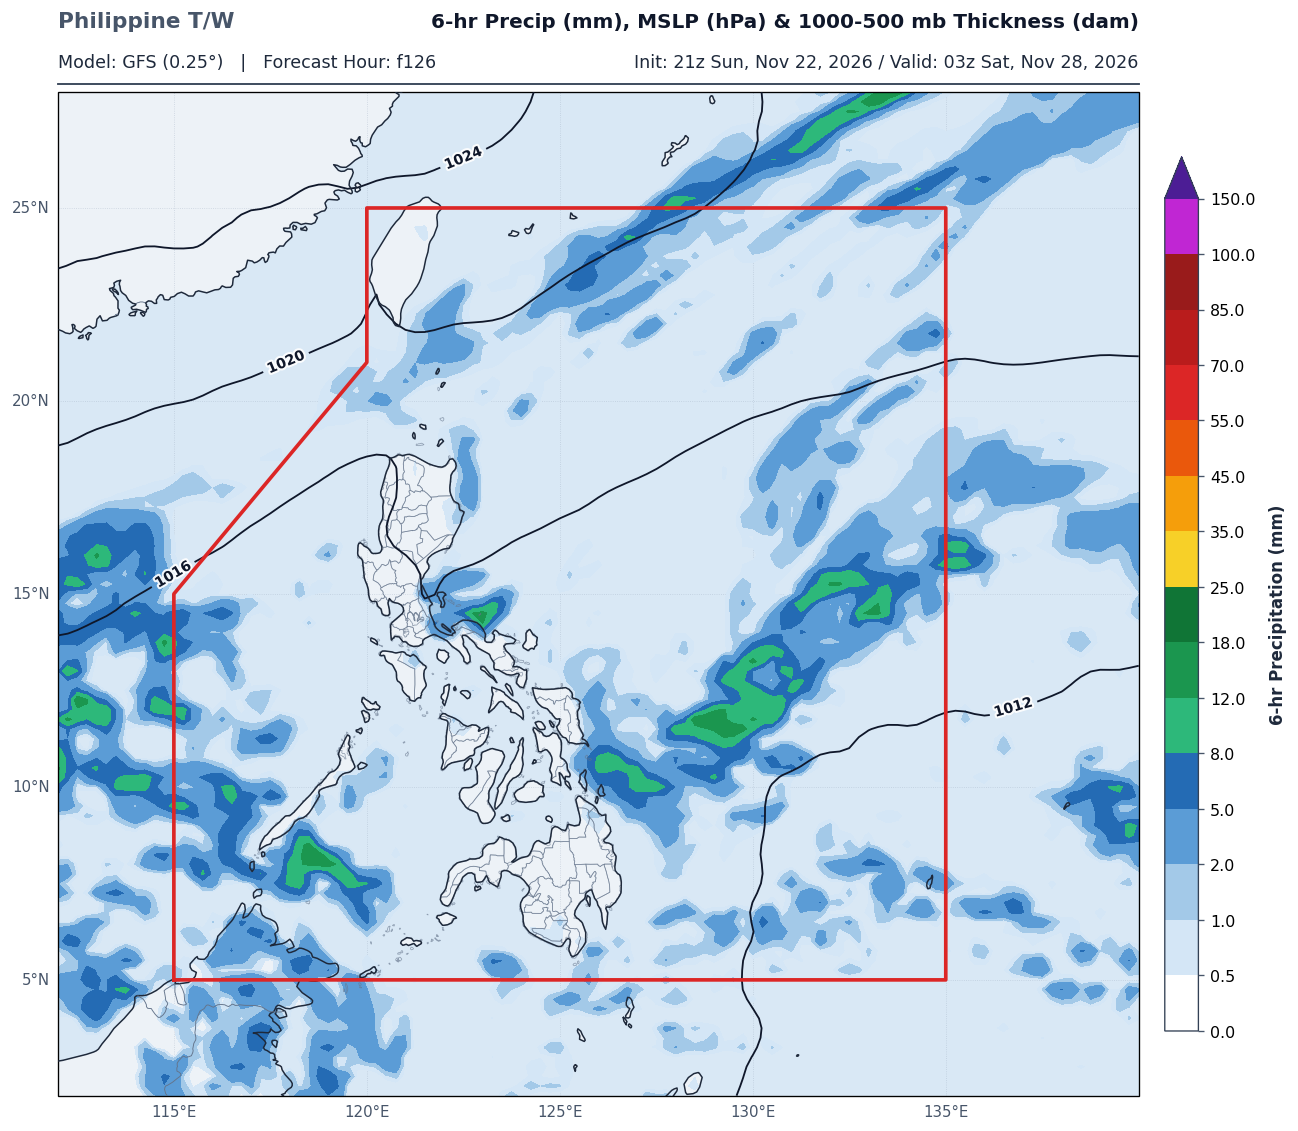 Philippine T/W
6-hr Precip (mm), MSLP (hPa) & 1000-500 mb Thickness (dam)
Model: GFS (0.25°) | Forecast Hour: f126
Init: 21z Sun, Nov 22, 2026 / Valid: 03z Sat, Nov 28, 2026
25°N
20°N
15°N
10°N
5°N
115°E
120°E
125°E
130°E
135°E
1024
1020
1016
1012
150.0
100.0
85.0
70.0
55.0
45.0
35.0
25.0
18.0
12.0
8.0
5.0
2.0
1.0
0.5
0.0
6-hr Precipitation (mm)